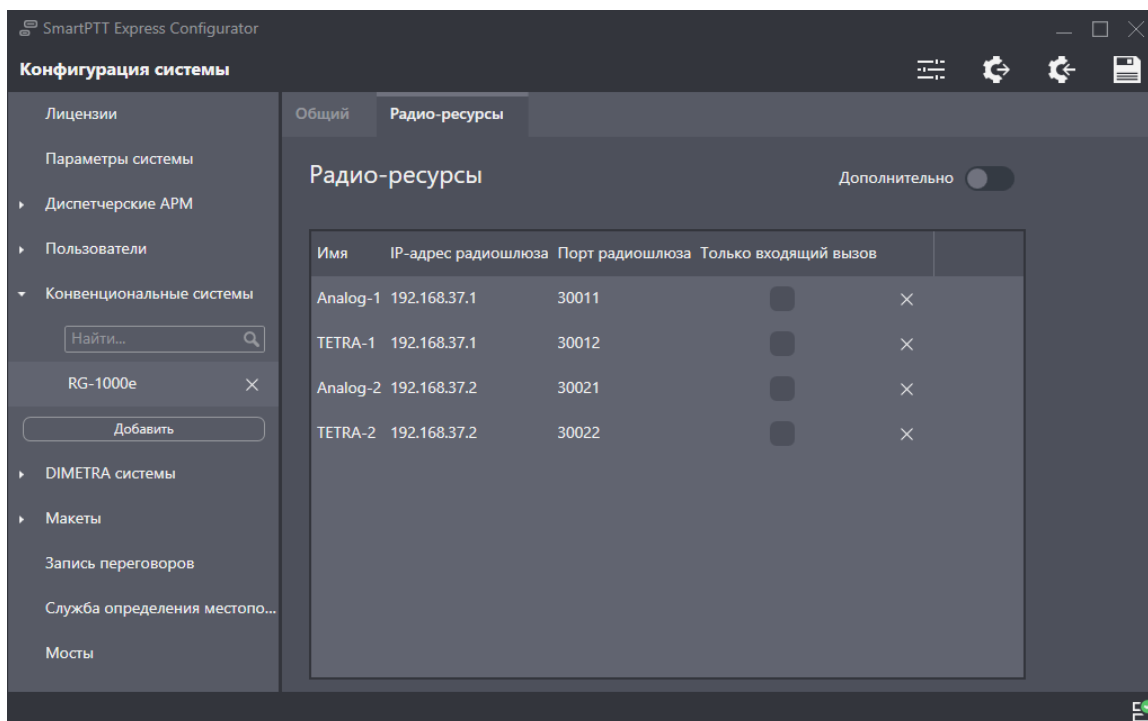 SmartPTT Express Configurator
Конфигурация системы
Лицензии
Параметры системы
Диспетчерские АРМ
Пользователи
Конвенциональные системы
Найти...
RG-1000e
Добавить
DIMETRA системы
Макеты
Запись переговоров
Служба определения местопо...
Мосты
Общий Радио-ресурсы
Радио-ресурсы Дополнительно
Имя IP-адрес радиошлюза Порт радиошлюза Только входящий вызов
Analog-1 192.168.37.1 30011
TETRA-1 192.168.37.1 30012
Analog-2 192.168.37.2 30021
TETRA-2 192.168.37.2 30022